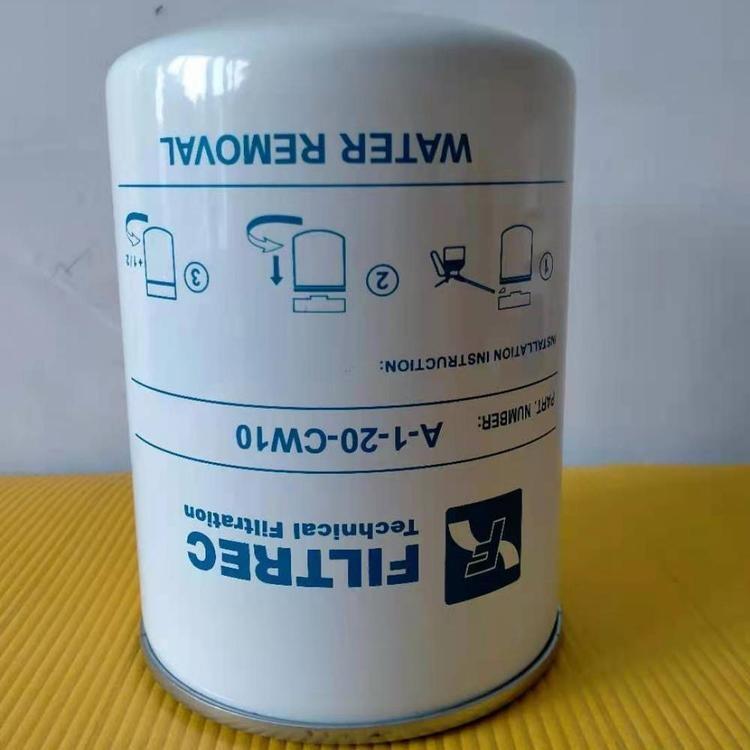 FILTREC
Technical Filtration
PART. NUMBER: A-1-20-CW10
INSTALLATION INSTRUCTION:
1 2 3
+1/2
WATER REMOVAL